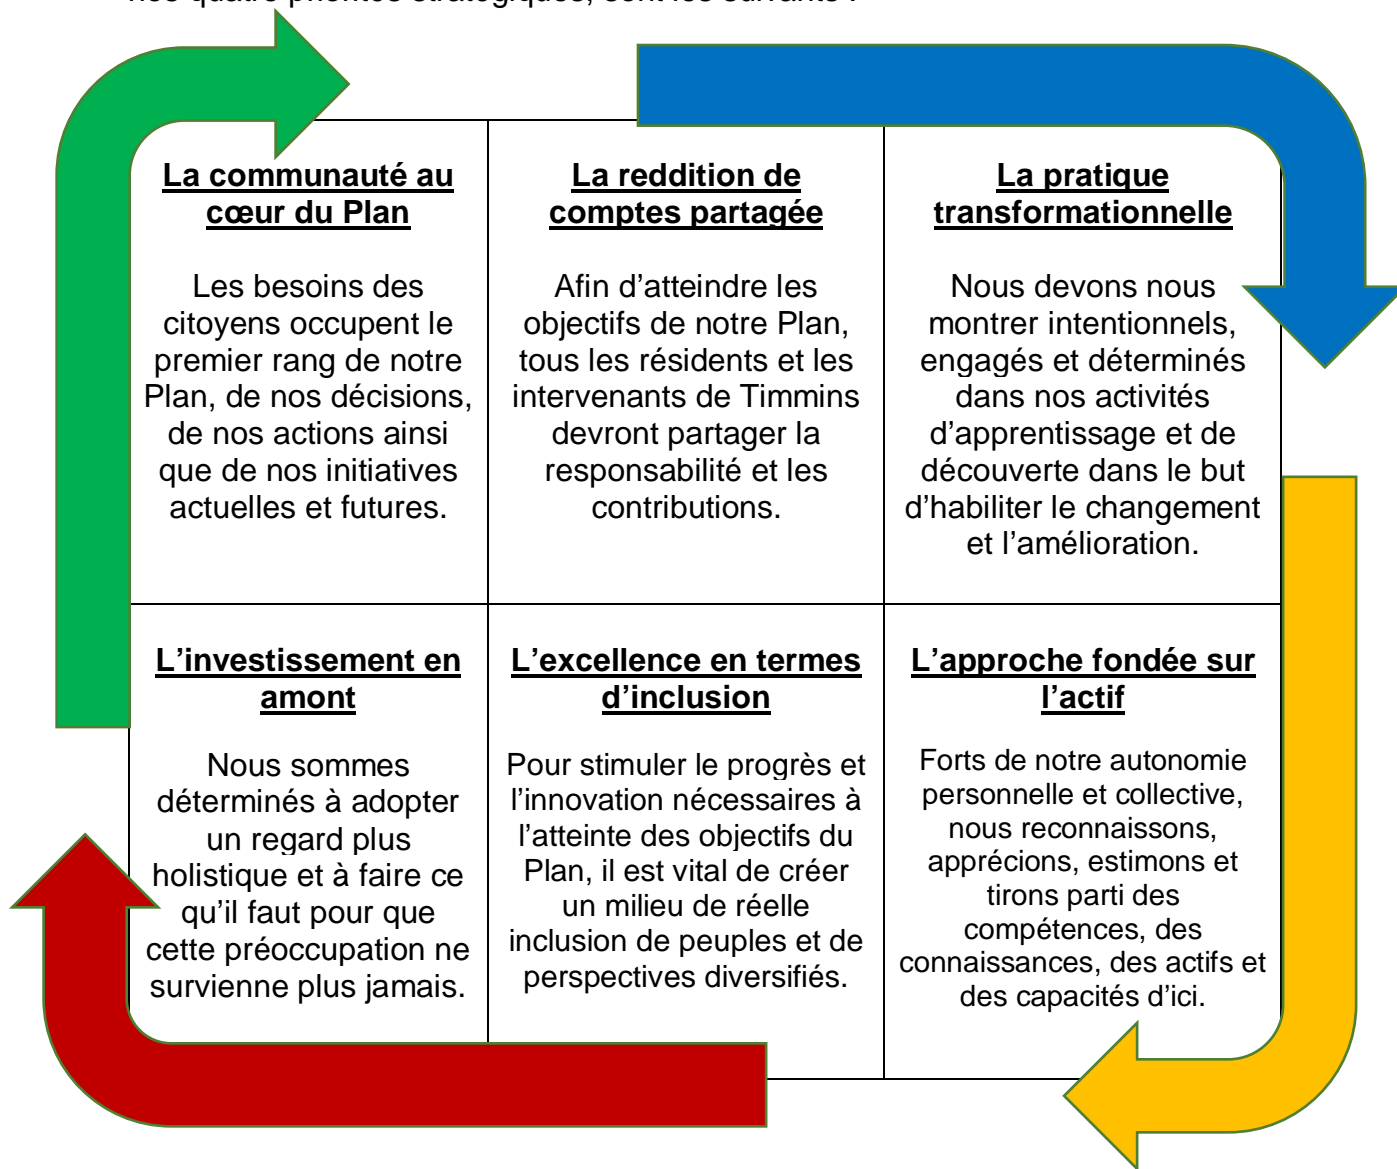 nos quatre priorités stratégiques, sont les suivants :
La communauté au
cœur du Plan
Les besoins des
citoyens occupent le
premier rang de notre
Plan, de nos décisions,
de nos actions ainsi
que de nos initiatives
actuelles et futures.
La reddition de
comptes partagée
Afin d’atteindre les
objectifs de notre Plan,
tous les résidents et les
intervenants de Timmins
devront partager la
responsabilité et les
contributions.
La pratique
transformationnelle
Nous devons nous
montrer intentionnels,
engagés et déterminés
dans nos activités
d’apprentissage et de
découverte dans le but
d’habiliter le changement
et l’amélioration.
L’investissement en
amont
Nous sommes
déterminés à adopter
un regard plus
holistique et à faire ce
qu’il faut pour que
cette préoccupation ne
survienne plus jamais.
L’excellence en termes
d’inclusion
Pour stimuler le progrès et
l’innovation nécessaires à
l’atteinte des objectifs du
Plan, il est vital de créer
un milieu de réelle
inclusion de peuples et de
perspectives diversifiés.
L’approche fondée sur
l’actif
Forts de notre autonomie
personnelle et collective,
nous reconnaissons,
apprécions, estimons et
tirons parti des
compétences, des
connaissances, des actifs et
des capacités d’ici.